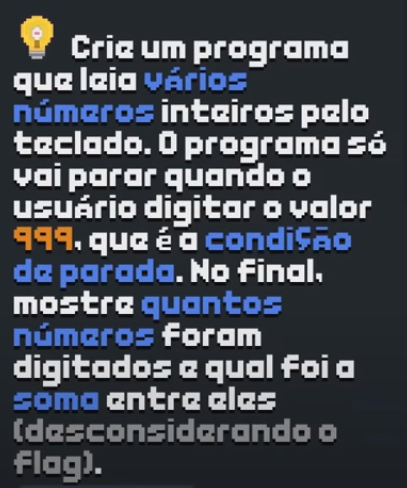 Crie um programa
que leia vários
números inteiros pelo
teclado. O programa só
vai parar quando o
usuário digitar o valor
999, que é a condição
de parada. No final,
mostre quantos
números foram
digitados e qual foi a
soma entre eles
(desconsiderando o
flag).